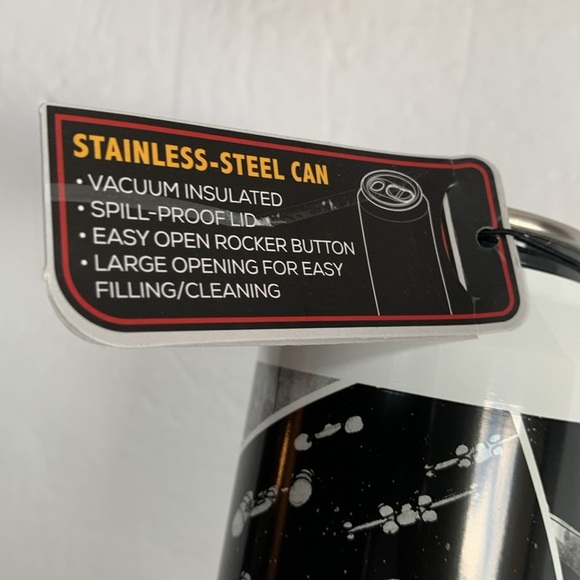 STAINLESS-STEEL CAN
• VACUUM INSULATED
• SPILL-PROOF LID
• EASY OPEN ROCKER BUTTON
• LARGE OPENING FOR EASY
FILLING/CLEANING